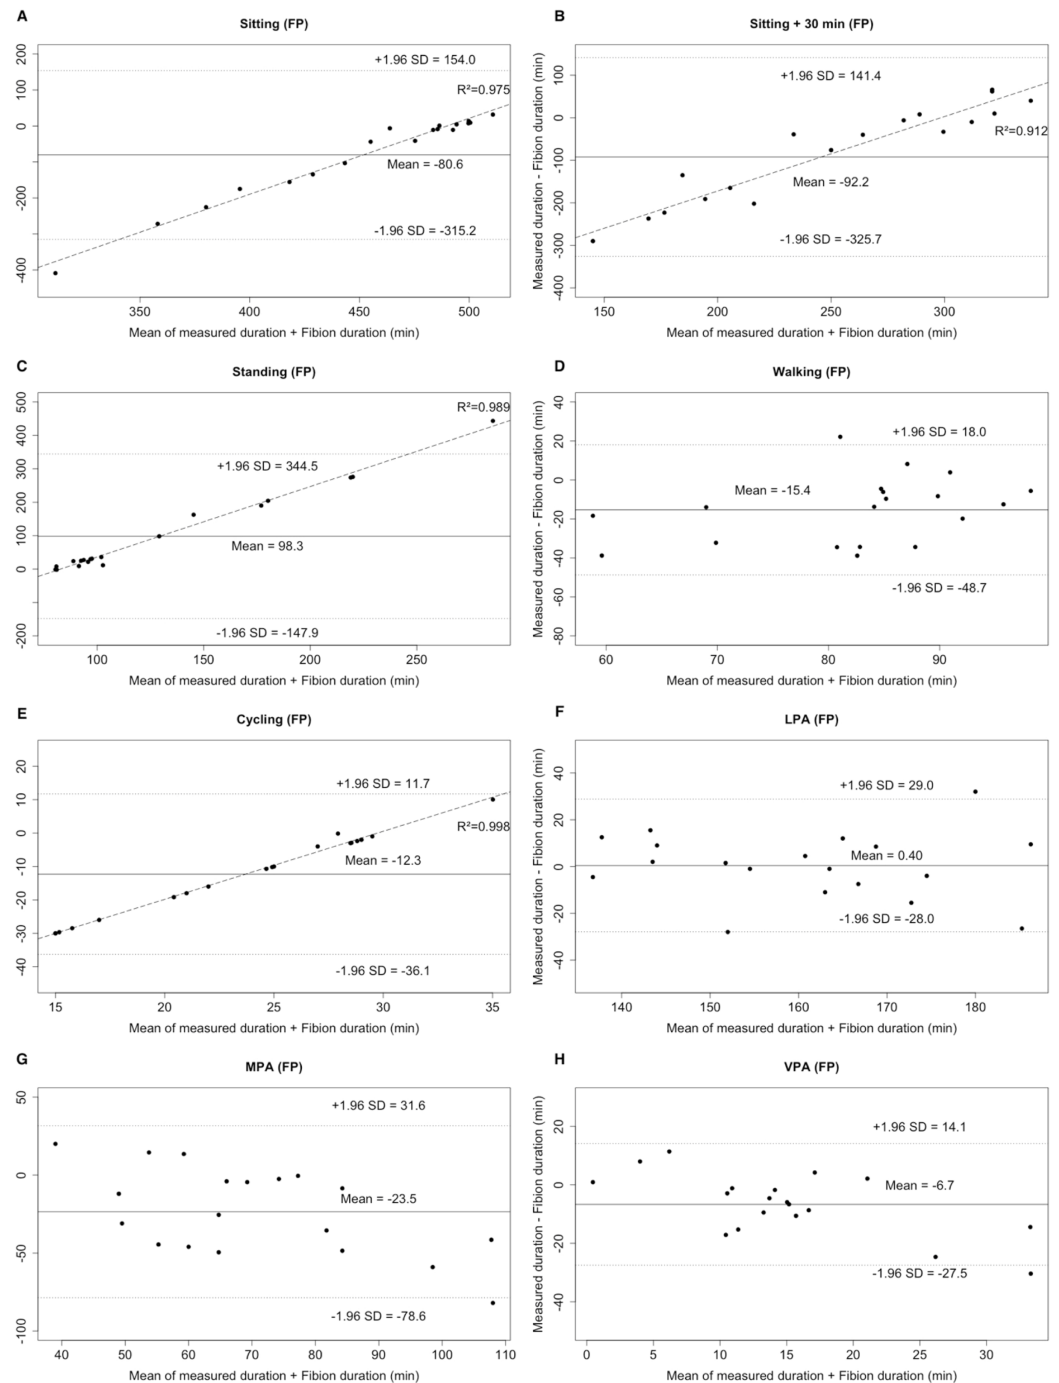 A
Sitting (FP)
200
100
0
-200
-400
+1.96 SD = 154.0
R²=0.975
Mean = -80.6
-1.96 SD = -315.2
350 400 450 500
Mean of measured duration + Fibion duration (min)
B
Sitting + 30 min (FP)
Measured duration - Fibion duration (min)
100
0
-100
-200
-300
-400
+1.96 SD = 141.4
R²=0.912
Mean = -92.2
-1.96 SD = -325.7
150 200 250 300
Mean of measured duration + Fibion duration (min)
C
Standing (FP)
500
400
300
200
100
0
-200
R²=0.989
+1.96 SD = 344.5
Mean = 98.3
-1.96 SD = -147.9
100 150 200 250
Mean of measured duration + Fibion duration (min)
D
Walking (FP)
Measured duration - Fibion duration (min)
40
20
0
-20
-40
-60
-80
+1.96 SD = 18.0
Mean = -15.4
-1.96 SD = -48.7
60 70 80 90
Mean of measured duration + Fibion duration (min)
E
Cycling (FP)
20
10
0
-10
-20
-30
-40
+1.96 SD = 11.7
R²=0.998
Mean = -12.3
-1.96 SD = -36.1
15 20 25 30 35
Mean of measured duration + Fibion duration (min)
F
LPA (FP)
Measured duration - Fibion duration (min)
40
20
0
-20
-40
+1.96 SD = 29.0
Mean = 0.40
-1.96 SD = -28.0
140 150 160 170 180
Mean of measured duration + Fibion duration (min)
G
MPA (FP)
50
0
-50
-100
+1.96 SD = 31.6
Mean = -23.5
-1.96 SD = -78.6
40 50 60 70 80 90 100 110
Mean of measured duration + Fibion duration (min)
H
VPA (FP)
Measured duration - Fibion duration (min)
20
0
-20
-40
+1.96 SD = 14.1
Mean = -6.7
-1.96 SD = -27.5
0 5 10 15 20 25 30
Mean of measured duration + Fibion duration (min)